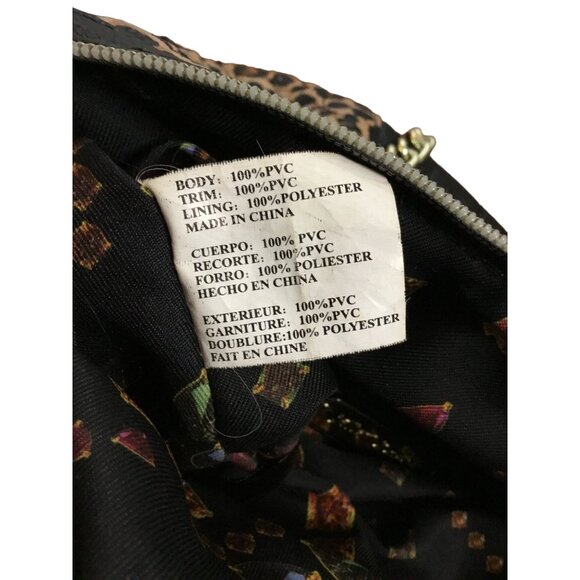 BODY: 100%PVC
TRIM: 100%PVC
LINING: 100%POLYESTER
MADE IN CHINA
CUERPO: 100% PVC
RECORTE: 100% PVC
FORRO: 100% POLIESTER
HECHO EN CHINA
EXTERIEUR: 100%PVC
GARNITURE: 100%PVC
DOUBLURE:100% POLYESTER
FAIT EN CHINE